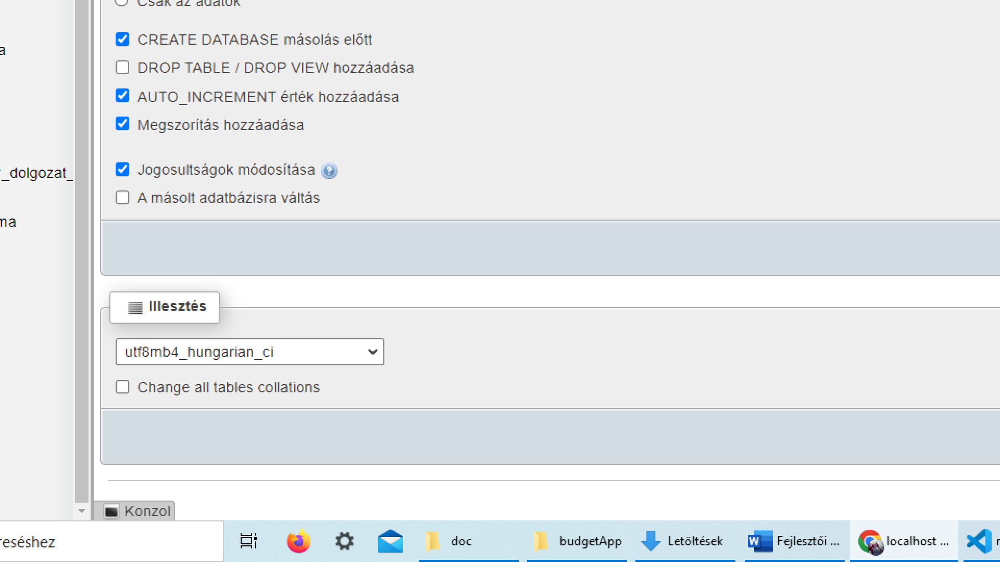 Csak az adatok
CREATE DATABASE másolás előtt
a
DROP TABLE / DROP VIEW hozzáadása
AUTO_INCREMENT érték hozzáadása
Megszorítás hozzáadása
Jogosultságok módosítása
_dolgozat_
A másolt adatbázisra váltás
ma
Illesztés
utf8mb4_hungarian_ci
Change all tables collations
Konzol
reséshez
doc
budgetApp
Letöltések
Fejlesztői ...
localhost ...